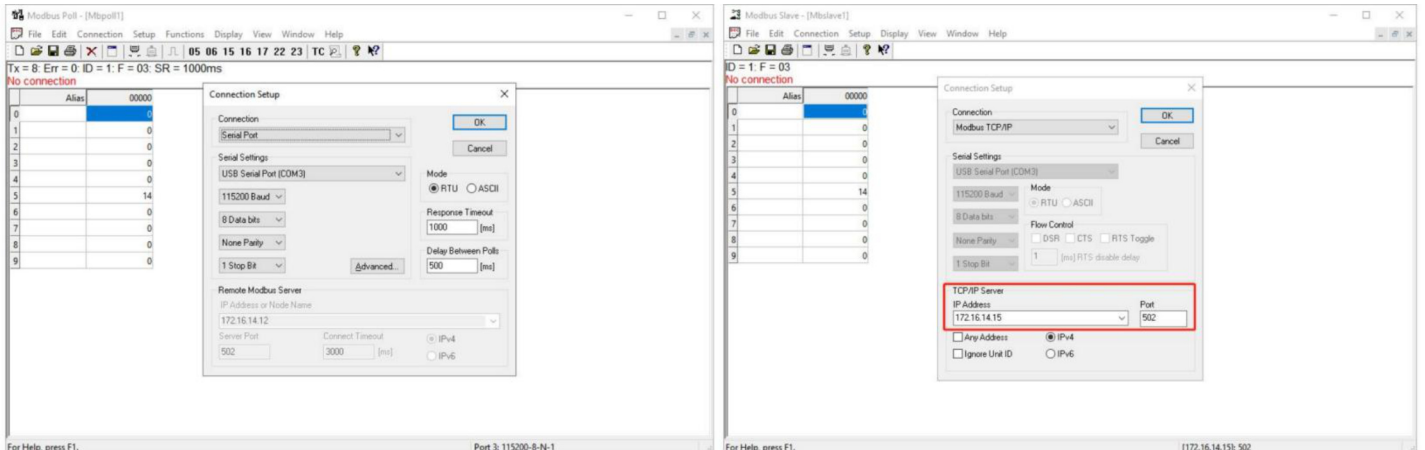 Modbus Poll - [Mbpoll1]
File Edit Connection Setup Functions Display View Window Help
05 06 15 16 17 22 23 TC
Tx = 8: Err = 0: ID = 1: F = 03: SR = 1000ms
No connection
Alias 00000
0 0
1 0
2 0
3 0
4 0
5 14
6 0
7 0
8 0
9 0
Connection Setup
Connection
Serial Port
OK
Cancel
Serial Settings
USB Serial Port (COM3)
115200 Baud
8 Data bits
None Parity
1 Stop Bit
Advanced...
Mode
RTU ASCII
Response Timeout
1000 [ms]
Delay Between Polls
500 [ms]
Remote Modbus Server
IP Address or Node Name
172.16.14.12
Server Port Connect Timeout
502 3000 [ms]
IPv4
IPv6
For Help, press F1. Port 3: 115200-8-N-1
Modbus Slave - [Mbslave1]
File Edit Connection Setup Display View Window Help
ID = 1: F = 03
No connection
Alias 00000
0 0
1 0
2 0
3 0
4 0
5 14
6 0
7 0
8 0
9 0
Connection Setup
Connection
Modbus TCP/IP
OK
Cancel
Serial Settings
USB Serial Port (COM3)
115200 Baud
8 Data bits
None Parity
1 Stop Bit
Mode
RTU ASCII
Flow Control
DSR CTS RTS Toggle
1 [ms] RTS disable delay
TCP/IP Server
IP Address Port
172.16.14.15 502
Any Address IPv4
Ignore Unit ID IPv6
For Help, press F1. [172.16.14.15]: 502